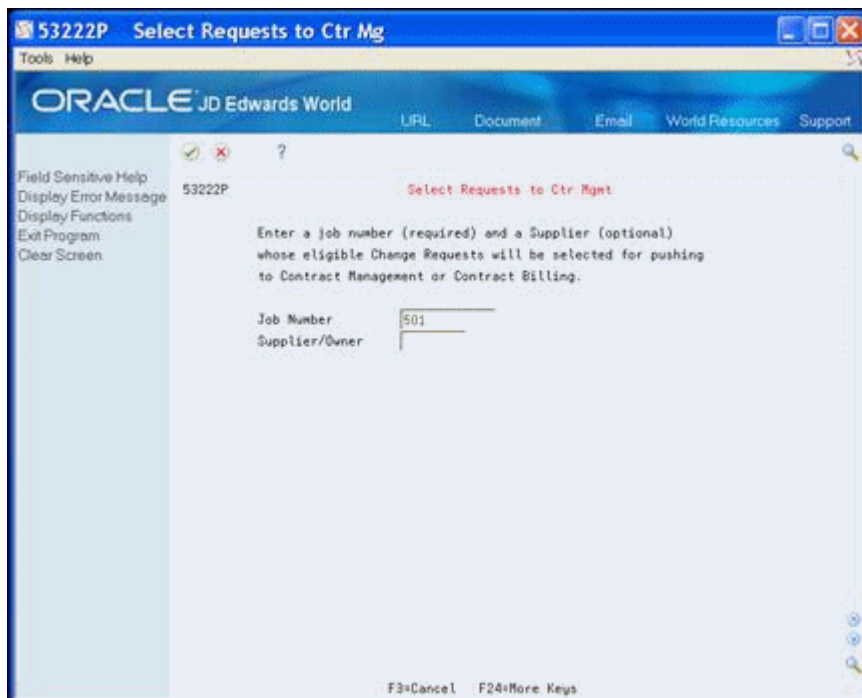 53222P Select Requests to Ctr Mg
Tools Help
ORACLE JD Edwards World
URL Document Email World Resources Support
?
Field Sensitive Help
Display Error Message
Display Functions
Exit Program
Clear Screen
53222P Select Requests to Ctr Mgmt
Enter a job number (required) and a Supplier (optional)
whose eligible Change Requests will be selected for pushing
to Contract Management or Contract Billing.
Job Number 501
Supplier/Owner
F3=Cancel F24=More Keys